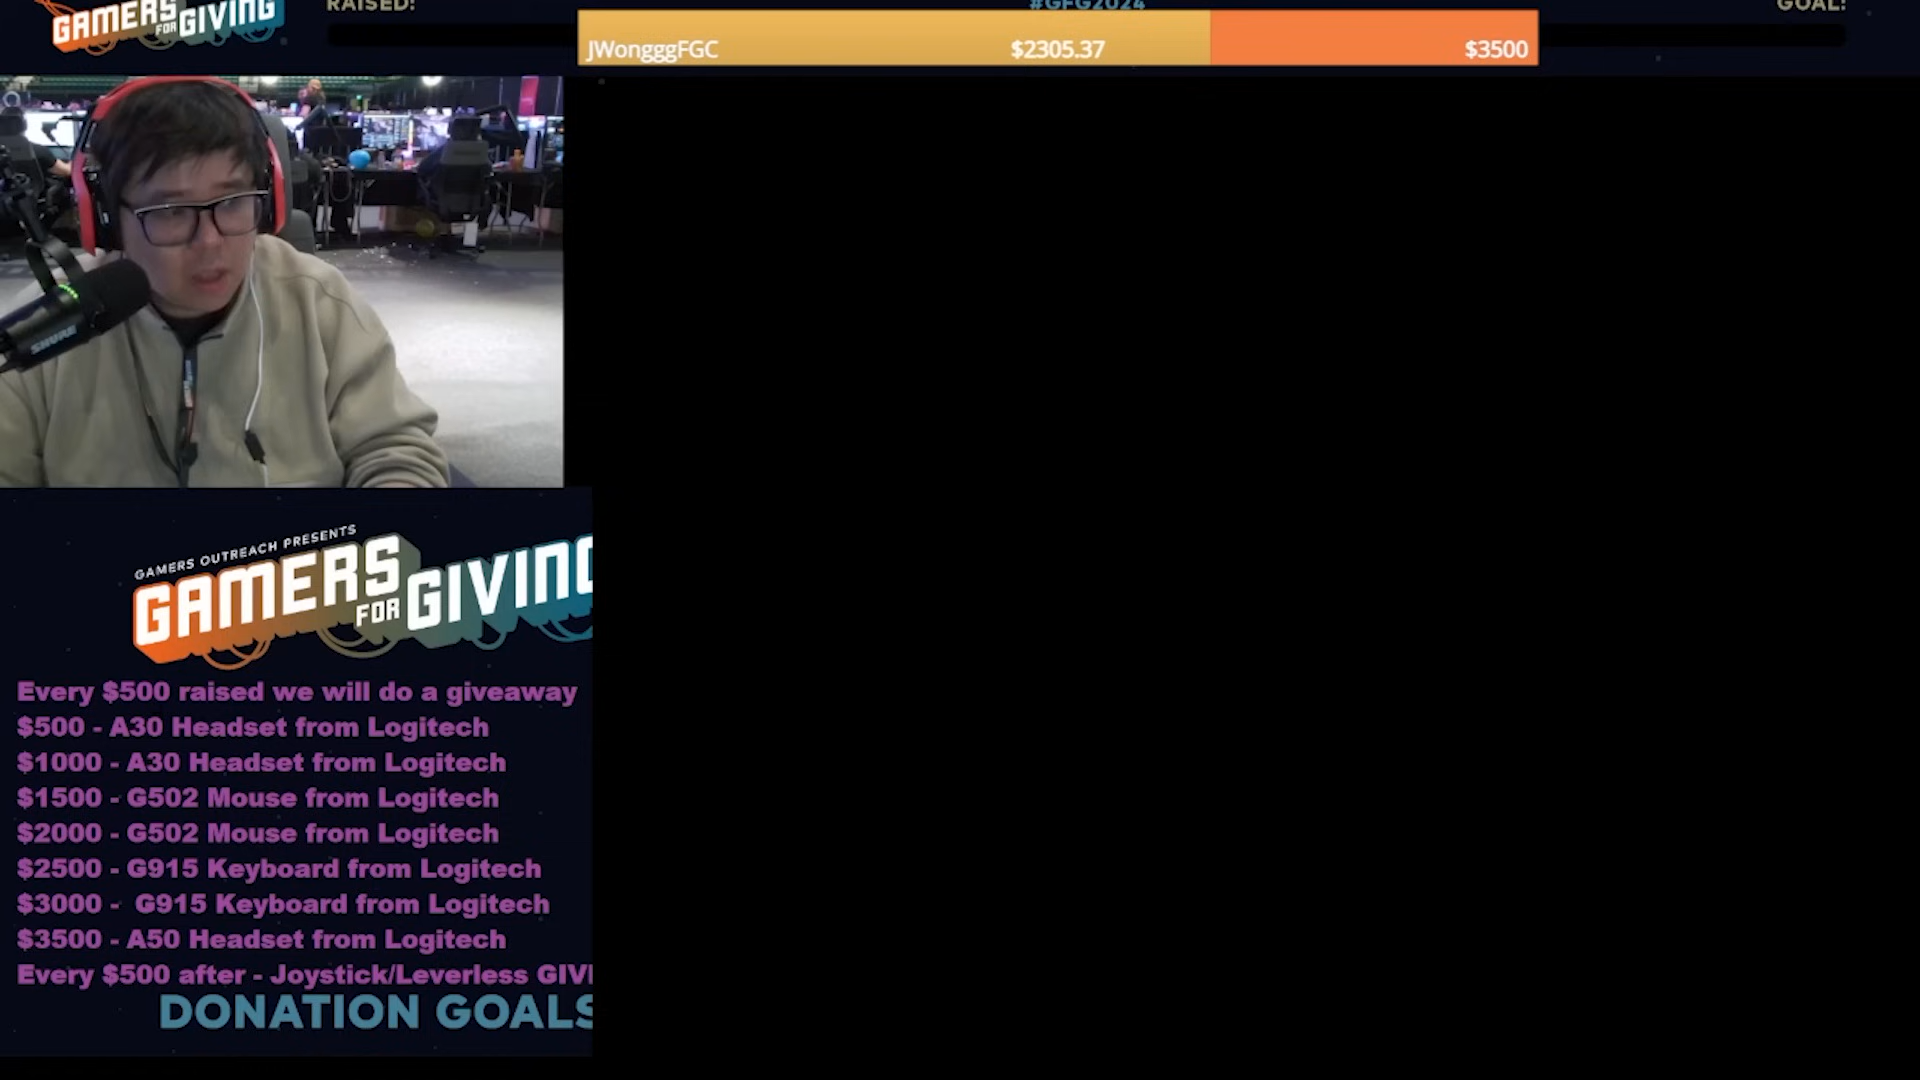 GAMERS
FOR GIVING
RAISED:
#GFG2024
GOAL:
JWongggFGC $2305.37 $3500
SHURE
GAMERS OUTREACH PRESENTS
GAMERS
FOR GIVING
Every $500 raised we will do a giveaway
$500 - A30 Headset from Logitech
$1000 - A30 Headset from Logitech
$1500 - G502 Mouse from Logitech
$2000 - G502 Mouse from Logitech
$2500 - G915 Keyboard from Logitech
$3000 - G915 Keyboard from Logitech
$3500 - A50 Headset from Logitech
Every $500 after - Joystick/Leverless GIV
DONATION GOALS